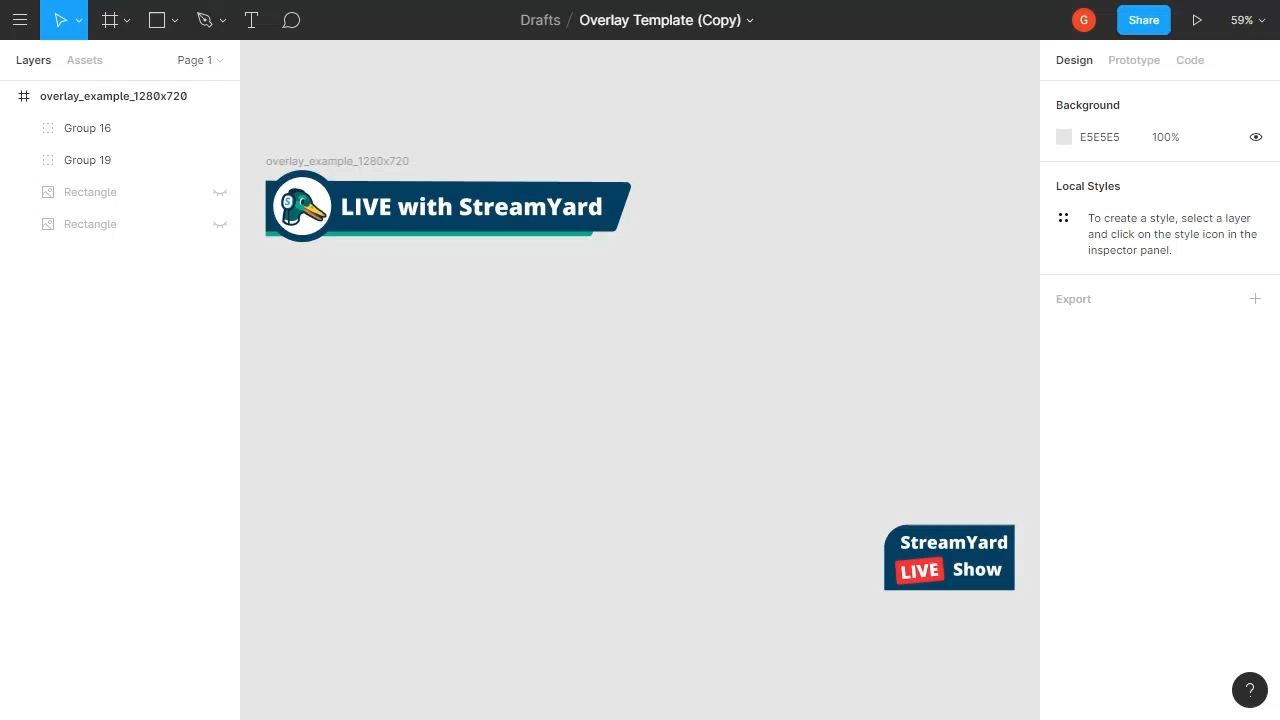 Drafts / Overlay Template (Copy)
G
Share
59%
Layers
Assets
Page 1
overlay_example_1280x720
Group 16
Group 19
Rectangle
Rectangle
overlay_example_1280x720
S
LIVE with StreamYard
StreamYard
LIVE Show
Design
Prototype
Code
Background
E5E5E5
100%
Local Styles
To create a style, select a layer
and click on the style icon in the
inspector panel.
Export
?